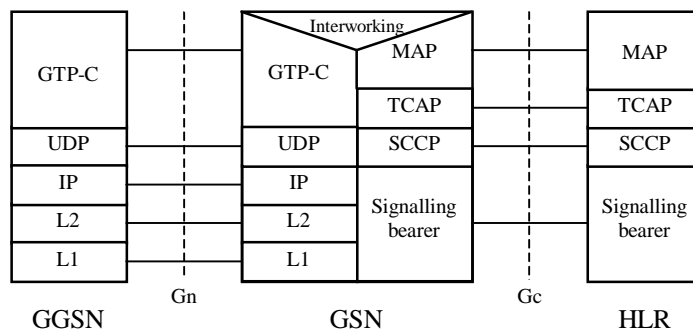 Interworking
GTP-C
GTP-C
MAP
MAP
TCAP
TCAP
UDP
UDP
SCCP
SCCP
IP
IP
L2
L2
Signalling
bearer
Signalling
bearer
L1
L1
Gn
Gc
GGSN
GSN
HLR